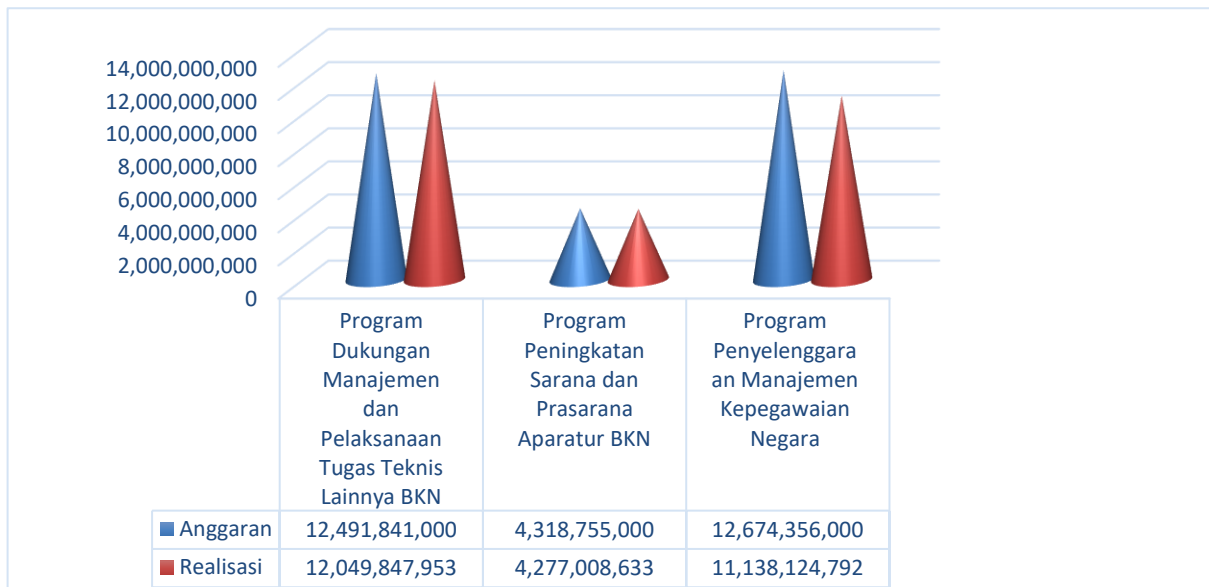 14,000,000,000
12,000,000,000
10,000,000,000
8,000,000,000
6,000,000,000
4,000,000,000
2,000,000,000
0
Program
Dukungan
Manajemen
dan
Pelaksanaan
Tugas Teknis
Lainnya BKN
Program
Peningkatan
Sarana dan
Prasarana
Aparatur BKN
Program
Penyelenggara
an Manajemen
Kepegawaian
Negara
Anggaran 12,491,841,000 4,318,755,000 12,674,356,000
Realisasi 12,049,847,953 4,277,008,633 11,138,124,792